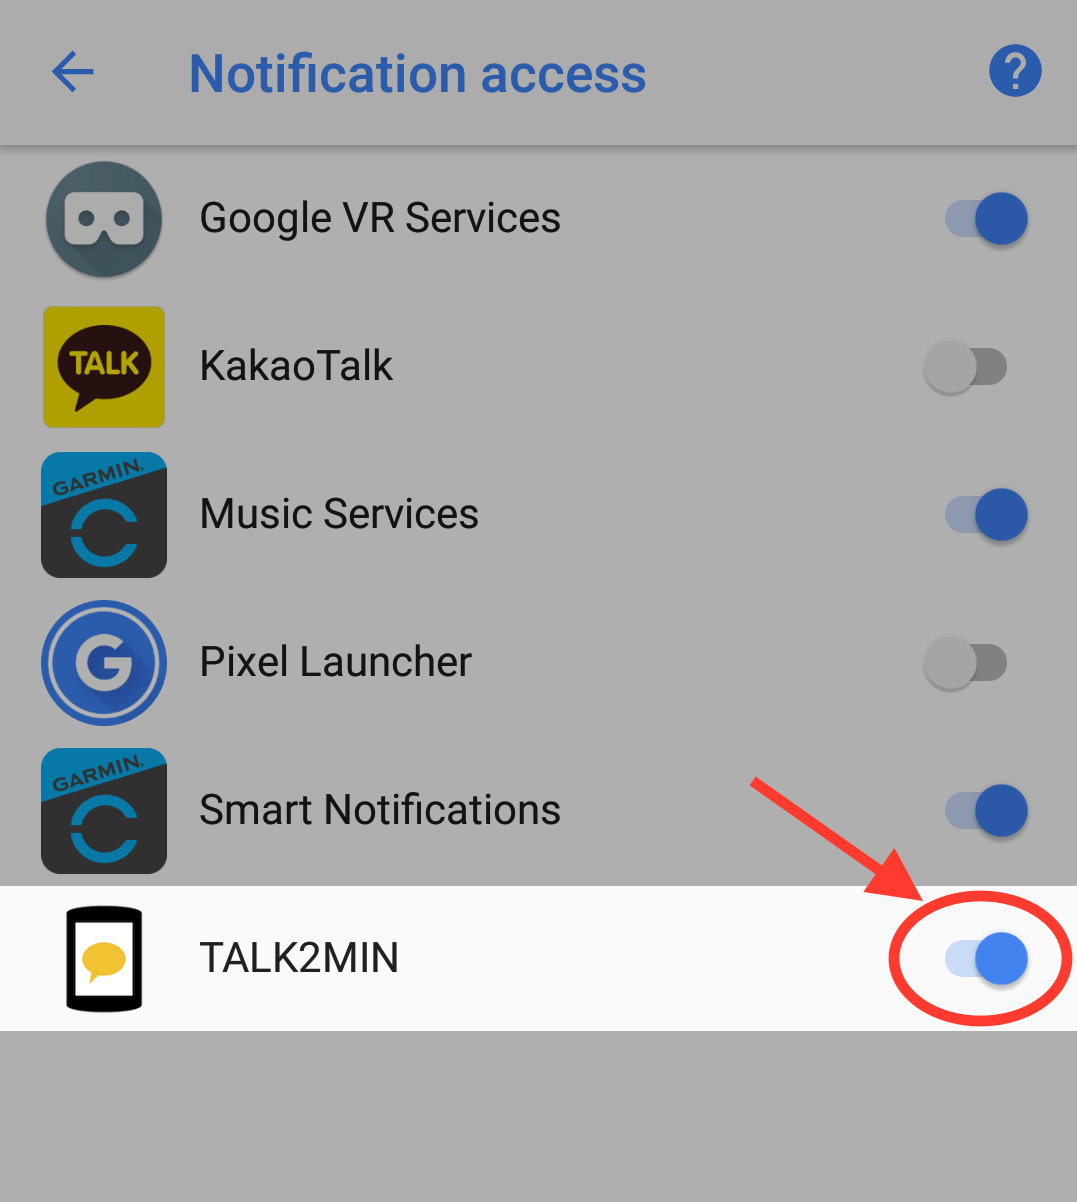 Notification access
?
Google VR Services
TALK
KakaoTalk
GARMIN.
Music Services
G
Pixel Launcher
GARMIN.
Smart Notifications
TALK2MIN